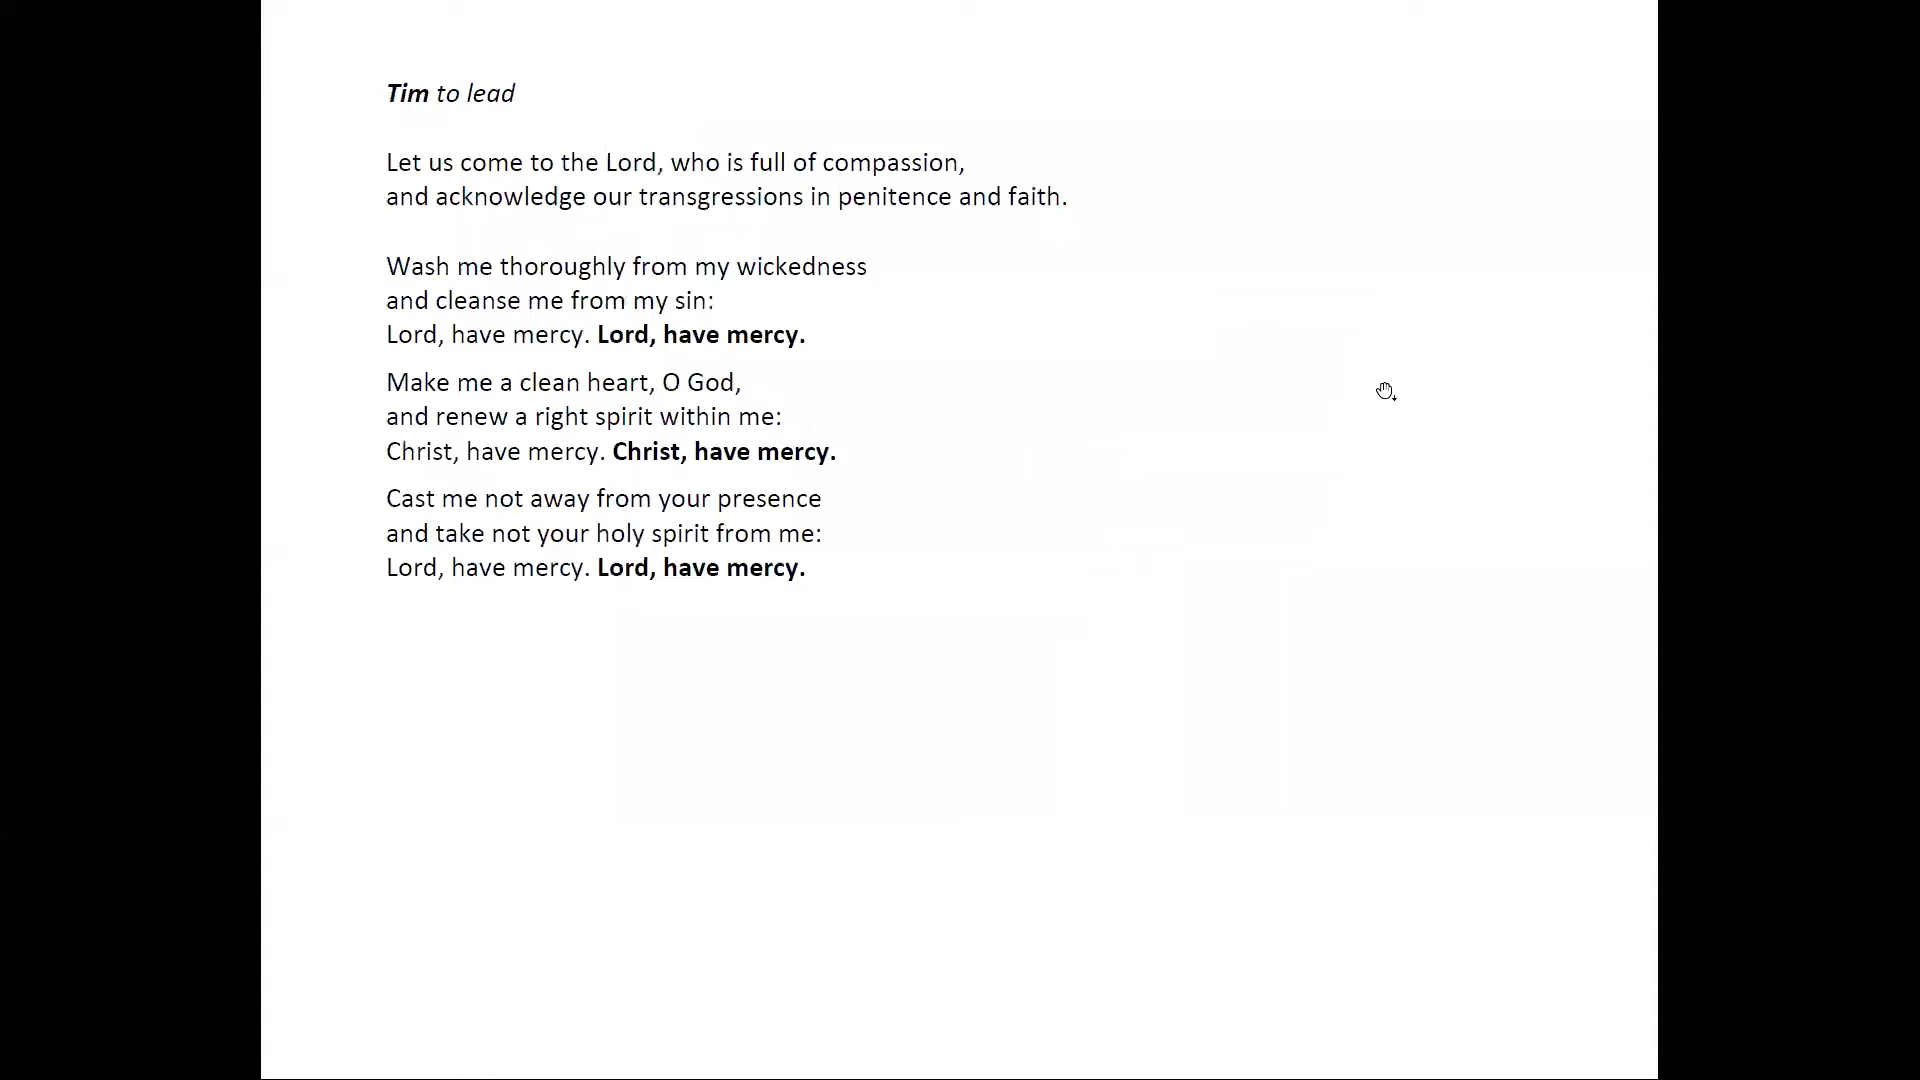 Tim to lead
Let us come to the Lord, who is full of compassion,
and acknowledge our transgressions in penitence and faith.
Wash me thoroughly from my wickedness
and cleanse me from my sin:
Lord, have mercy. Lord, have mercy.
Make me a clean heart, O God,
and renew a right spirit within me:
Christ, have mercy. Christ, have mercy.
Cast me not away from your presence
and take not your holy spirit from me:
Lord, have mercy. Lord, have mercy.